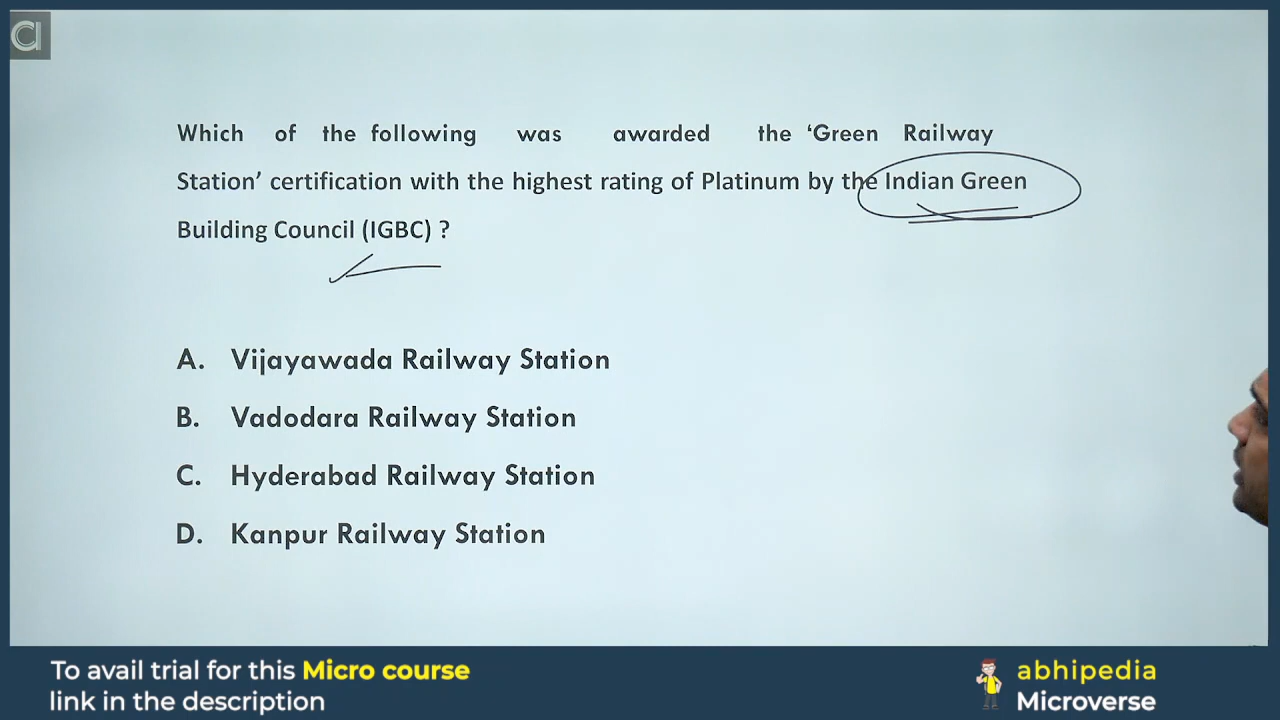 Which of the following was awarded the ‘Green Railway
Station’ certification with the highest rating of Platinum by the Indian Green
Building Council (IGBC) ?
A. Vijayawada Railway Station
B. Vadodara Railway Station
C. Hyderabad Railway Station
D. Kanpur Railway Station
To avail trial for this Micro course
link in the description
abhipedia
Microverse